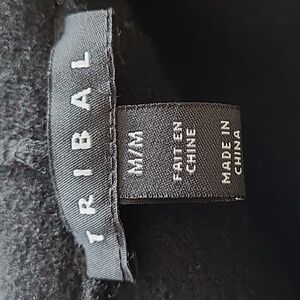 TRIBAL
M/M
FAIT EN
CHINE
MADE IN
CHINA